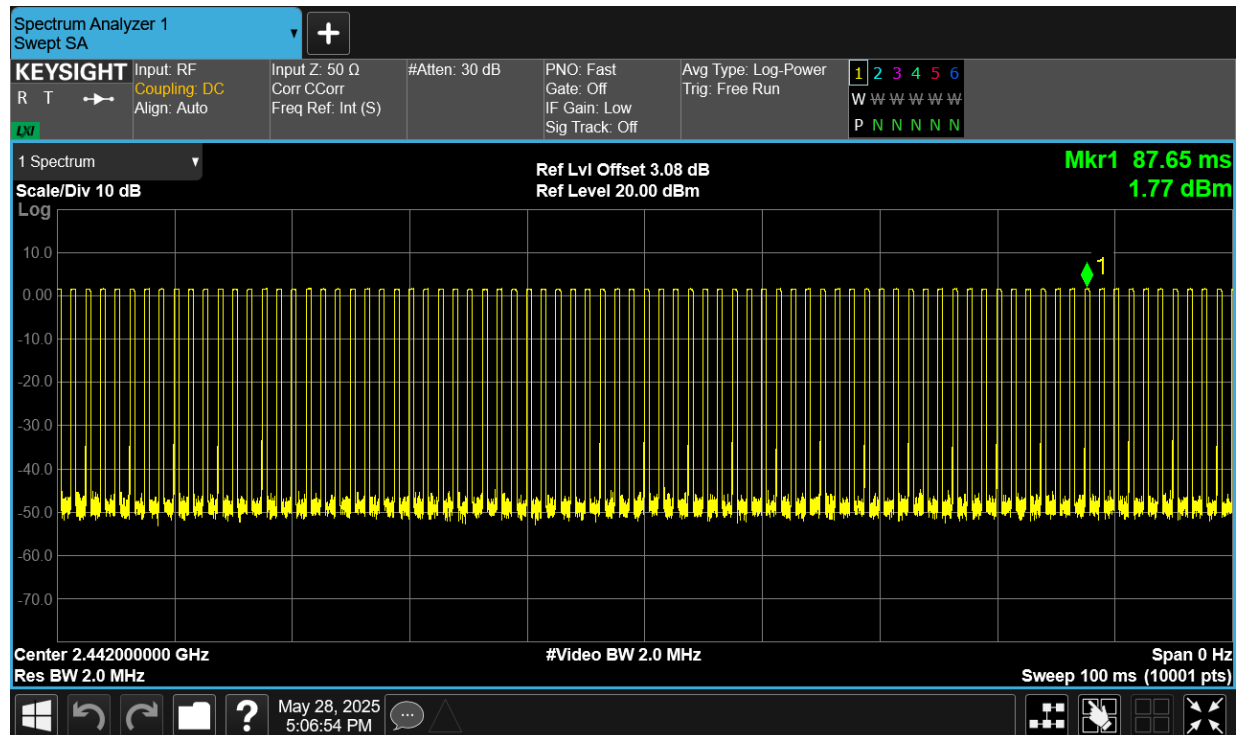 Spectrum Analyzer 1
Swept SA
+
KEYSIGHT
R T
LXI
Input: RF
Coupling: DC
Align: Auto
Input Z: 50 Ω
Corr CCorr
Freq Ref: Int (S)
#Atten: 30 dB
PNO: Fast
Gate: Off
IF Gain: Low
Sig Track: Off
Avg Type: Log-Power
Trig: Free Run
1 2 3 4 5 6
W W W W W W
P N N N N N
1 Spectrum
Scale/Div 10 dB
Log
Ref Lvl Offset 3.08 dB
Ref Level 20.00 dBm
Mkr1 87.65 ms
1.77 dBm
1
10.0
0.00
-10.0
-20.0
-30.0
-40.0
-50.0
-60.0
-70.0
Center 2.442000000 GHz
Res BW 2.0 MHz
#Video BW 2.0 MHz
Span 0 Hz
Sweep 100 ms (10001 pts)
?
May 28, 2025
5:06:54 PM